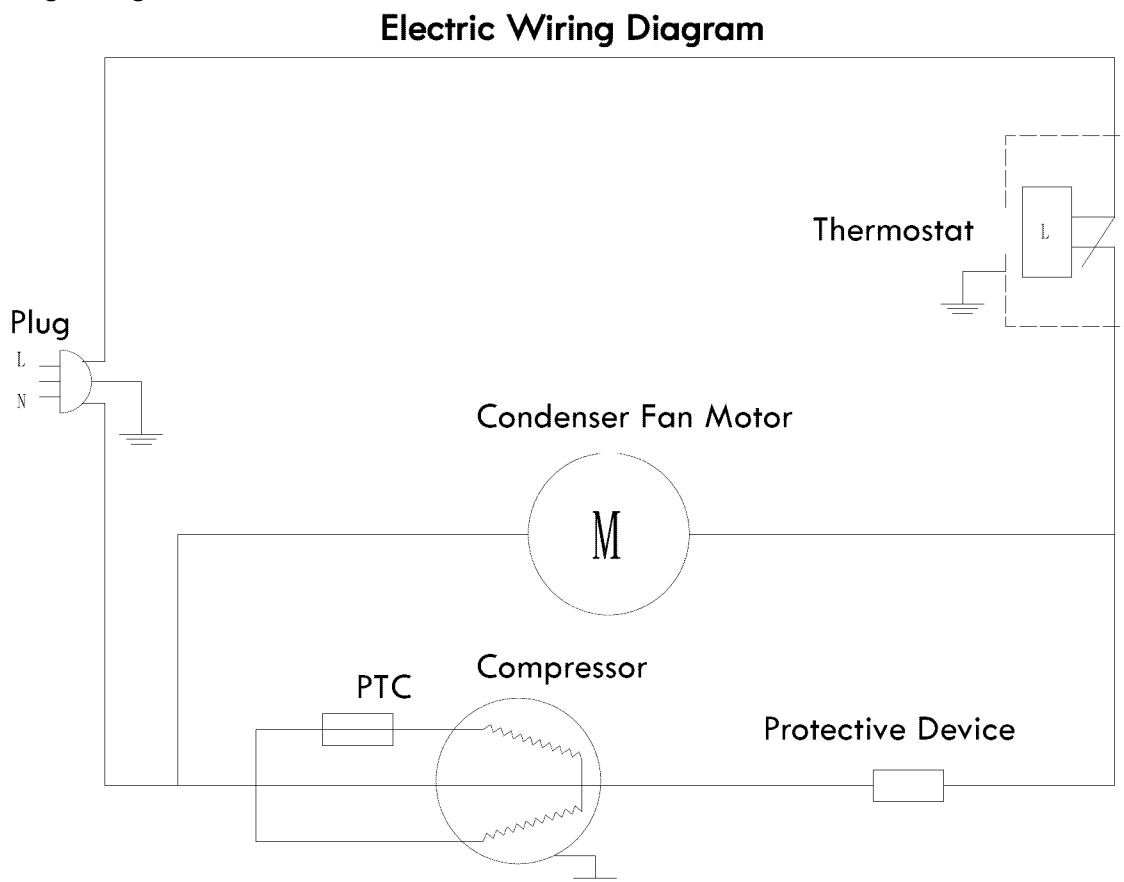 Electric Wiring Diagram
Thermostat
L
Plug
L
N
Condenser Fan Motor
M
Compressor
PTC
Protective Device